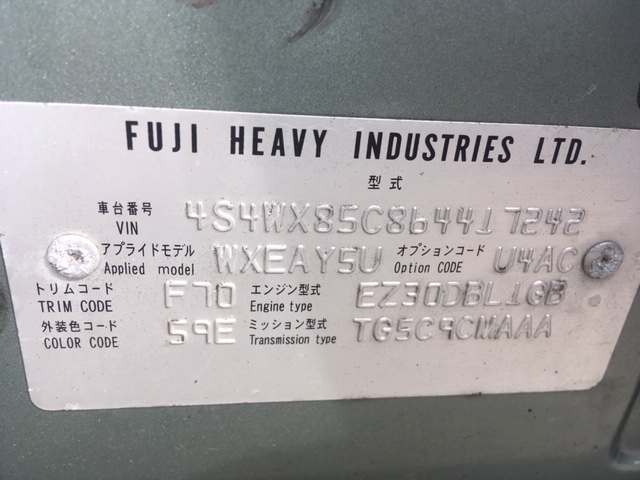 FUJI HEAVY INDUSTRIES LTD.
型式
車台番号 4S4WX85C864417242
VIN
アプライドモデル WXEAY5U オプションコード U4AC
Applied model Option CODE
トリムコード F70 エンジン型式 EZ30DBL1GB
TRIM CODE Engine type
外装色コード 59E ミッション型式 TG5C9CMAAA
COLOR CODE Transmission type